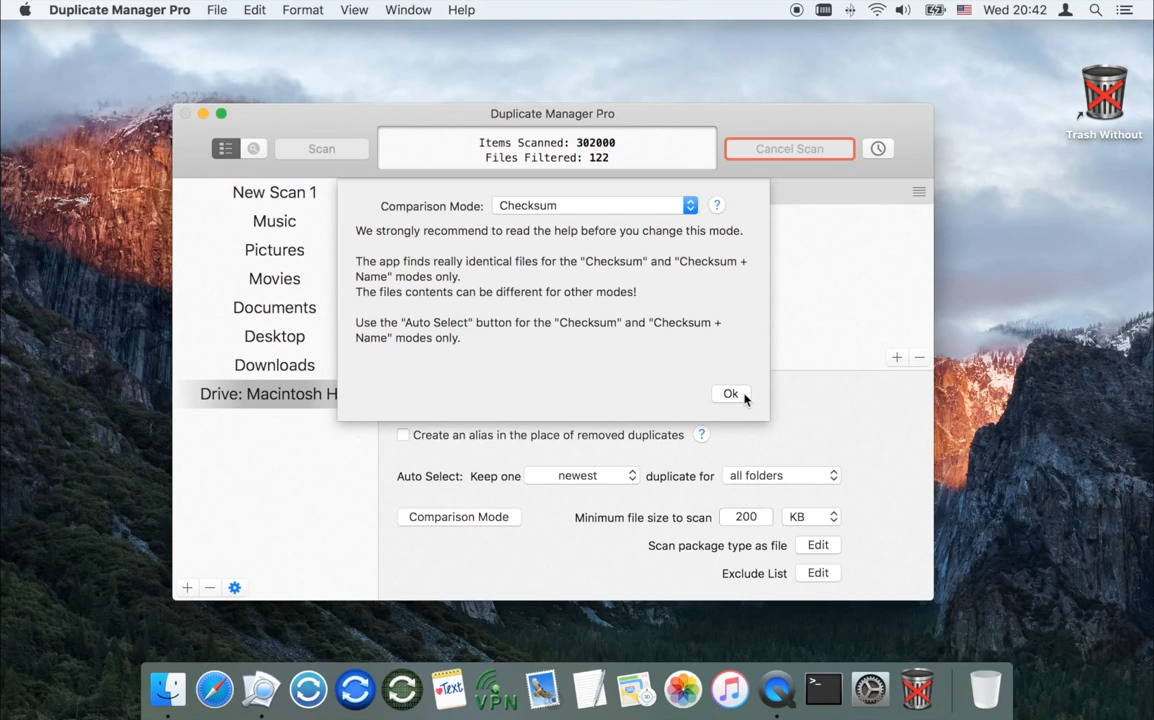 Duplicate Manager Pro File Edit Format View Window Help Wed 20:42
Trash Without
Duplicate Manager Pro
Scan
Items Scanned: 302000
Files Filtered: 122
Cancel Scan
New Scan 1
Music
Pictures
Movies
Documents
Desktop
Downloads
Drive: Macintosh H
Comparison Mode: Checksum ?
We strongly recommend to read the help before you change this mode.
The app finds really identical files for the "Checksum" and "Checksum +
Name" modes only.
The files contents can be different for other modes!
Use the "Auto Select" button for the "Checksum" and "Checksum +
Name" modes only.
Ok
Create an alias in the place of removed duplicates ?
Auto Select: Keep one newest duplicate for all folders
Comparison Mode Minimum file size to scan 200 KB
Scan package type as file Edit
Exclude List Edit
Text
VPN